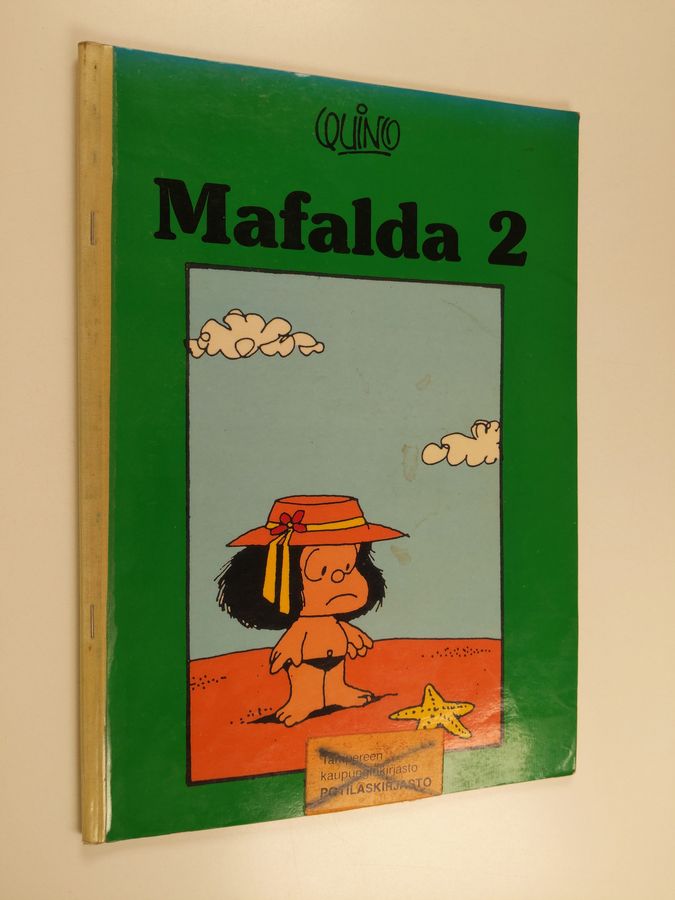 QUINO
Mafalda 2
Tampereen
kaupunginkirjasto
POTILASKIRJASTO